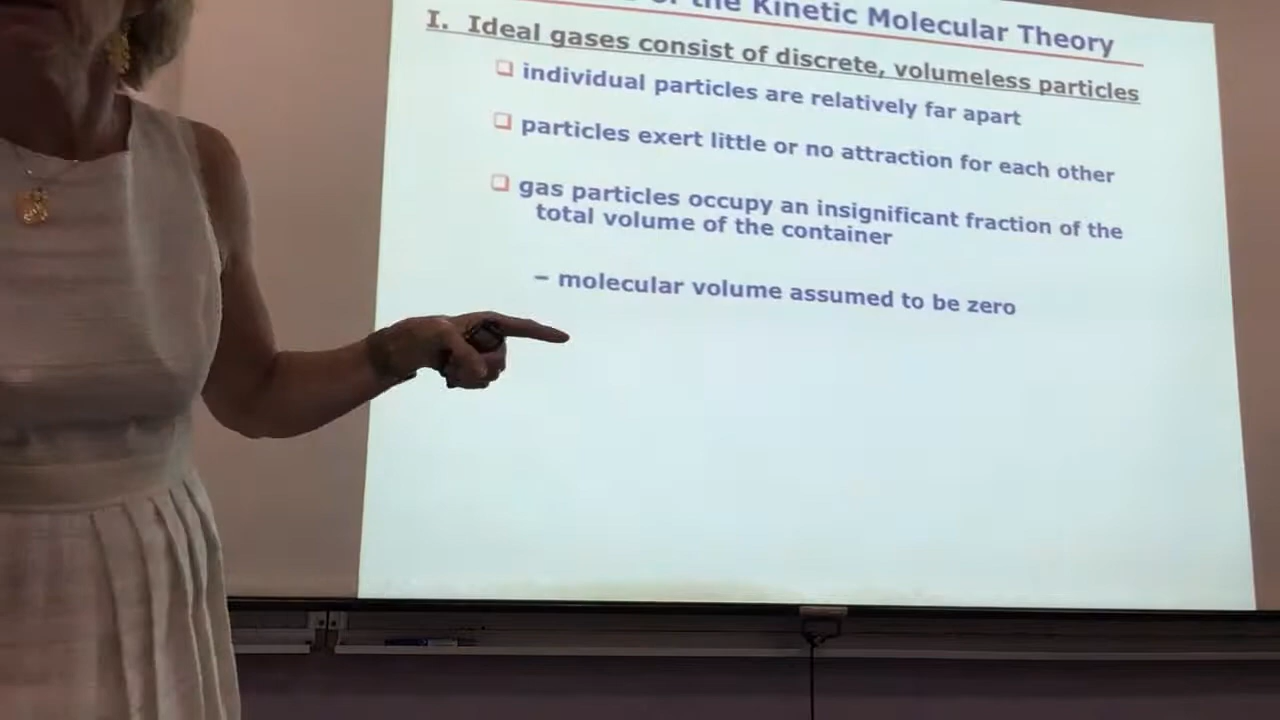 of the Kinetic Molecular Theory
I. Ideal gases consist of discrete, volumeless particles
❑ individual particles are relatively far apart
❑ particles exert little or no attraction for each other
❑ gas particles occupy an insignificant fraction of the
total volume of the container
– molecular volume assumed to be zero